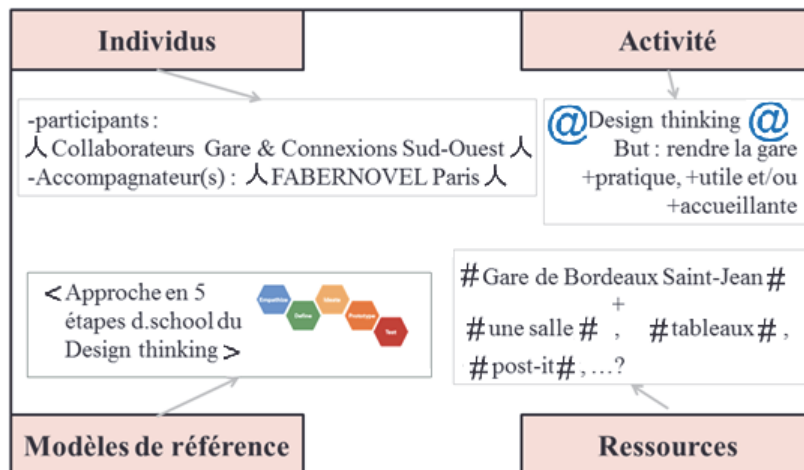 Individus
Activité
-participants :
人 Collaborateurs Gare & Connexions Sud-Ouest 人
-Accompagnateur(s) : 人 FABERNOVEL Paris 人
@Design thinking @
But : rendre la gare
+pratique, +utile et/ou
+accueillante
< Approche en 5
étapes d.school du
Design thinking >
Empathize
Define
Ideate
Prototype
Test
#Gare de Bordeaux Saint-Jean#
+
#une salle # , #tableaux# ,
#post-it# , …?
Modèles de référence
Ressources